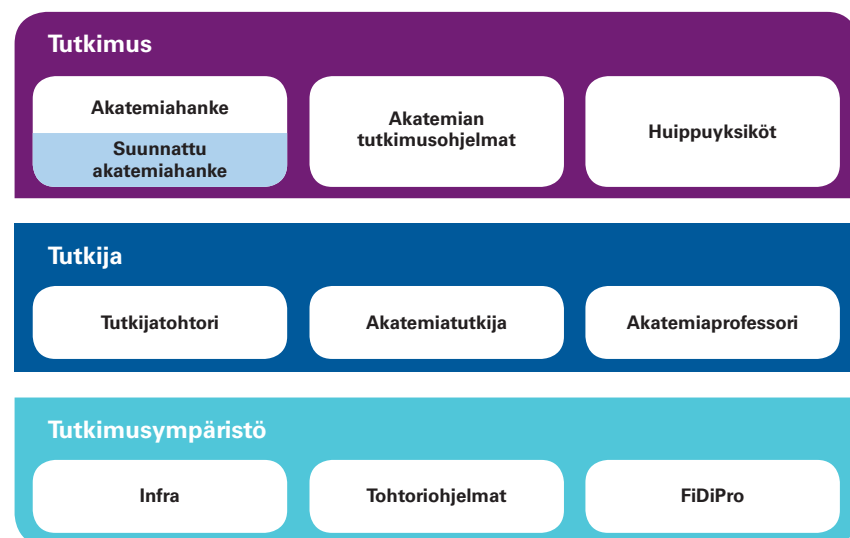 Tutkimus
Akatemiahanke
Suunnattu
akatemiahanke
Akatemian
tutkimusohjelmat
Huippuyksiköt
Tutkija
Tutkijatohtori
Akatemiatutkija
Akatemiaprofessori
Tutkimusympäristö
Infra
Tohtoriohjelmat
FiDiPro